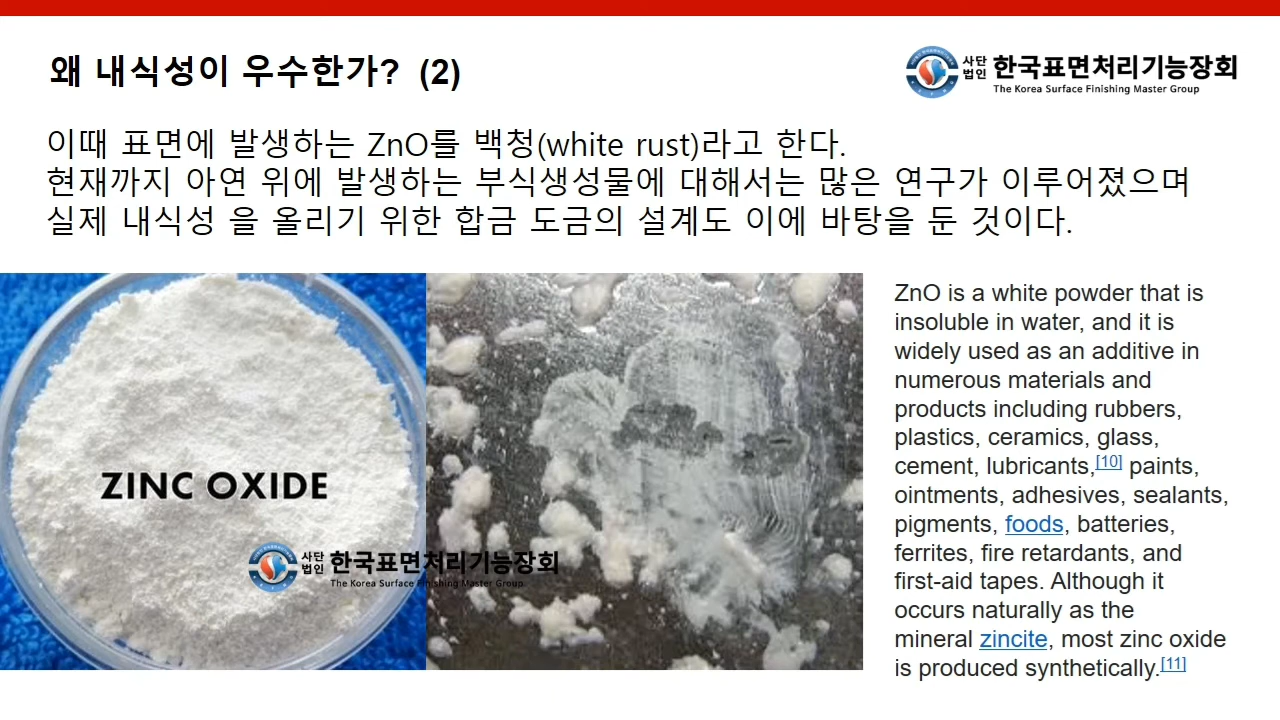 왜 내식성이 우수한가? (2)
사단
법인
한국표면처리기능장회
The Korea Surface Finishing Master Group
이때 표면에 발생하는 ZnO를 백청(white rust)라고 한다.
현재까지 아연 위에 발생하는 부식생성물에 대해서는 많은 연구가 이루어졌으며
실제 내식성 을 올리기 위한 합금 도금의 설계도 이에 바탕을 둔 것이다.
ZINC OXIDE
사단
법인
한국표면처리기능장회
The Korea Surface Finishing Master Group
ZnO is a white powder that is
insoluble in water, and it is
widely used as an additive in
numerous materials and
products including rubbers,
plastics, ceramics, glass,
cement, lubricants,[10] paints,
ointments, adhesives, sealants,
pigments, foods, batteries,
ferrites, fire retardants, and
first-aid tapes. Although it
occurs naturally as the
mineral zincite, most zinc oxide
is produced synthetically.[11]